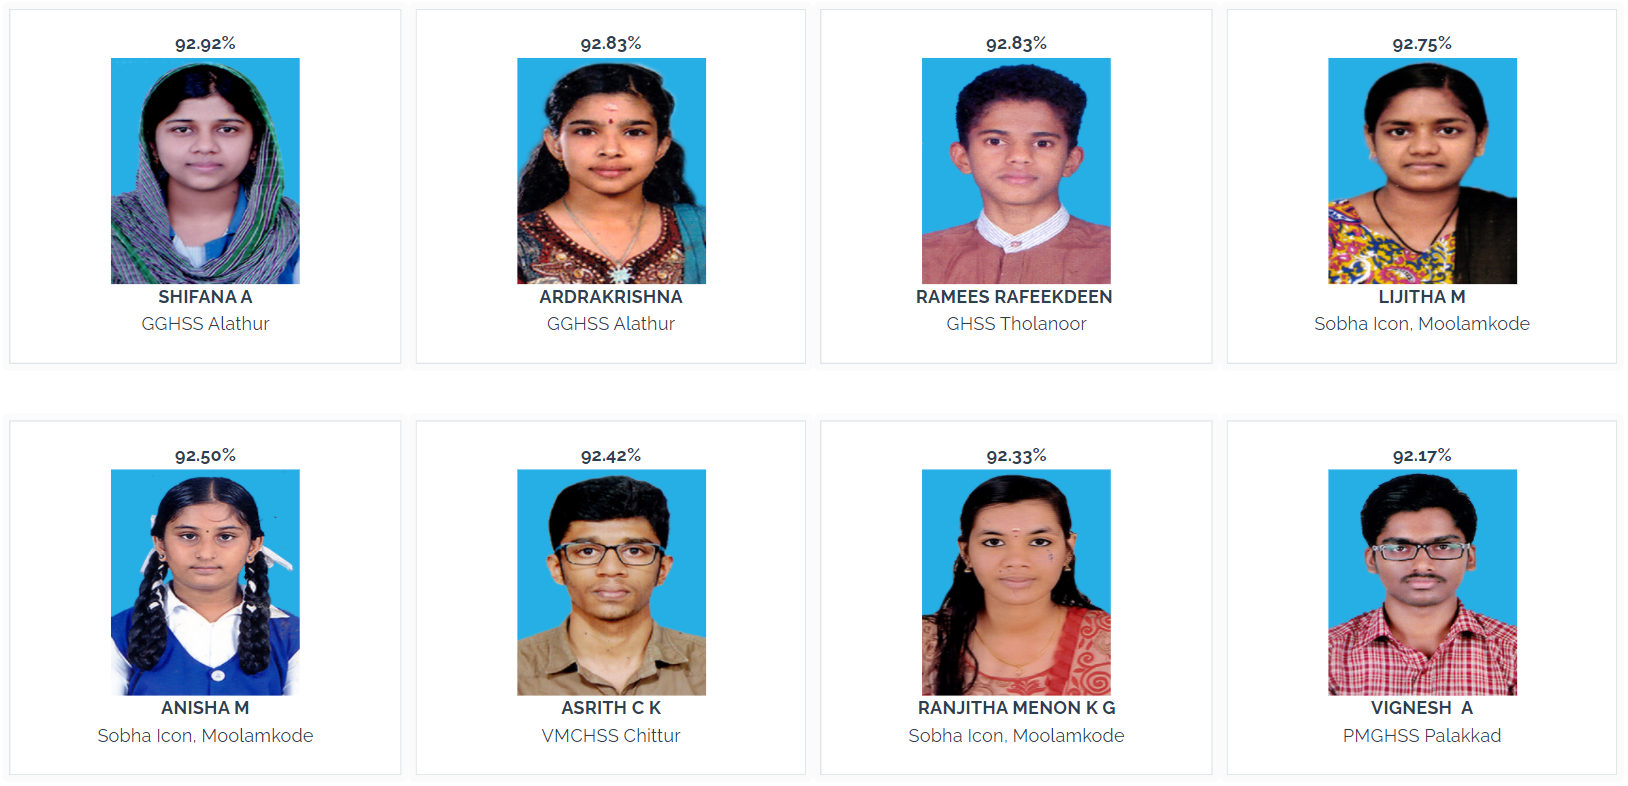 92.92%
SHIFANA A
GGHSS Alathur
92.83%
ARDRAKRISHNA
GGHSS Alathur
92.83%
RAMEES RAFEEKDEEN
GHSS Tholanoor
92.75%
LIJITHA M
Sobha Icon, Moolamkode
92.50%
ANISHA M
Sobha Icon, Moolamkode
92.42%
ASRITH C K
VMCHSS Chittur
92.33%
RANJITHA MENON K G
Sobha Icon, Moolamkode
92.17%
VIGNESH  A
PMGHSS Palakkad